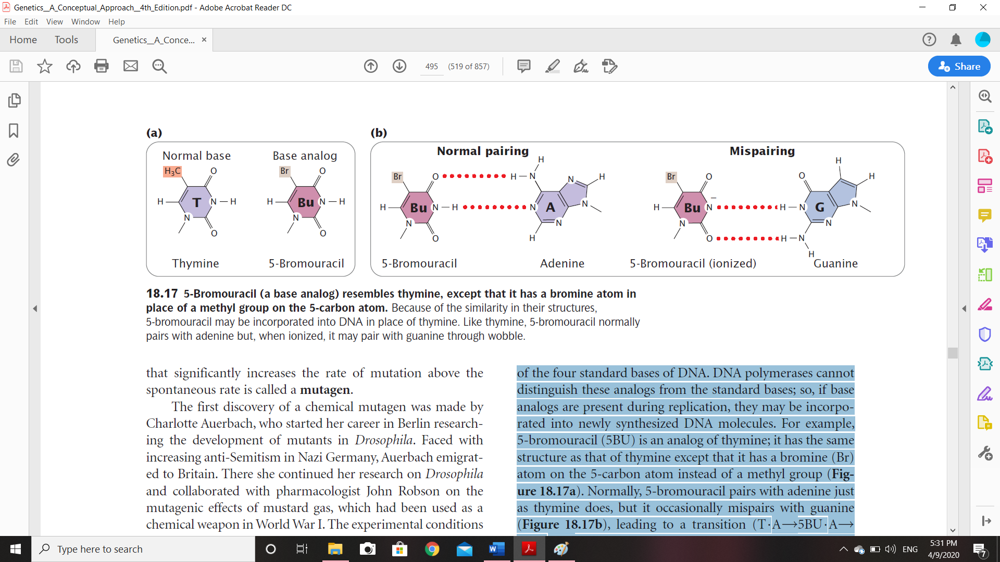 Genetics__A_Conceptual_Approach__4th_Edition.pdf - Adobe Acrobat Reader DC
File Edit View Window Help
Home Tools Genetics__A_Conce... ×
495 (519 of 857)
Share
(a)
Normal base Base analog
H₃C O Br O
H T N H H Bu N H
N N
O O
Thymine 5-Bromouracil
(b)
Normal pairing Mispairing
H H
Br O H N N H Br O O H
H Bu N H N A N H Bu N − H N G N
N N N N
O H O H N
H
5-Bromouracil Adenine 5-Bromouracil (ionized) Guanine
18.17 5-Bromouracil (a base analog) resembles thymine, except that it has a bromine atom in
place of a methyl group on the 5-carbon atom. Because of the similarity in their structures,
5-bromouracil may be incorporated into DNA in place of thymine. Like thymine, 5-bromouracil normally
pairs with adenine but, when ionized, it may pair with guanine through wobble.
that significantly increases the rate of mutation above the
spontaneous rate is called a mutagen.
The first discovery of a chemical mutagen was made by
Charlotte Auerbach, who started her career in Berlin research-
ing the development of mutants in Drosophila. Faced with
increasing anti-Semitism in Nazi Germany, Auerbach emigrat-
ed to Britain. There she continued her research on Drosophila
and collaborated with pharmacologist John Robson on the
mutagenic effects of mustard gas, which had been used as a
chemical weapon in World War I. The experimental conditions
of the four standard bases of DNA. DNA polymerases cannot
distinguish these analogs from the standard bases; so, if base
analogs are present during replication, they may be incorpo-
rated into newly synthesized DNA molecules. For example,
5-bromouracil (5BU) is an analog of thymine; it has the same
structure as that of thymine except that it has a bromine (Br)
atom on the 5-carbon atom instead of a methyl group (Fig-
ure 18.17a). Normally, 5-bromouracil pairs with adenine just
as thymine does, but it occasionally mispairs with guanine
(Figure 18.17b), leading to a transition (T·A→5BU·A→
Type here to search
ENG
5:31 PM
4/9/2020
7